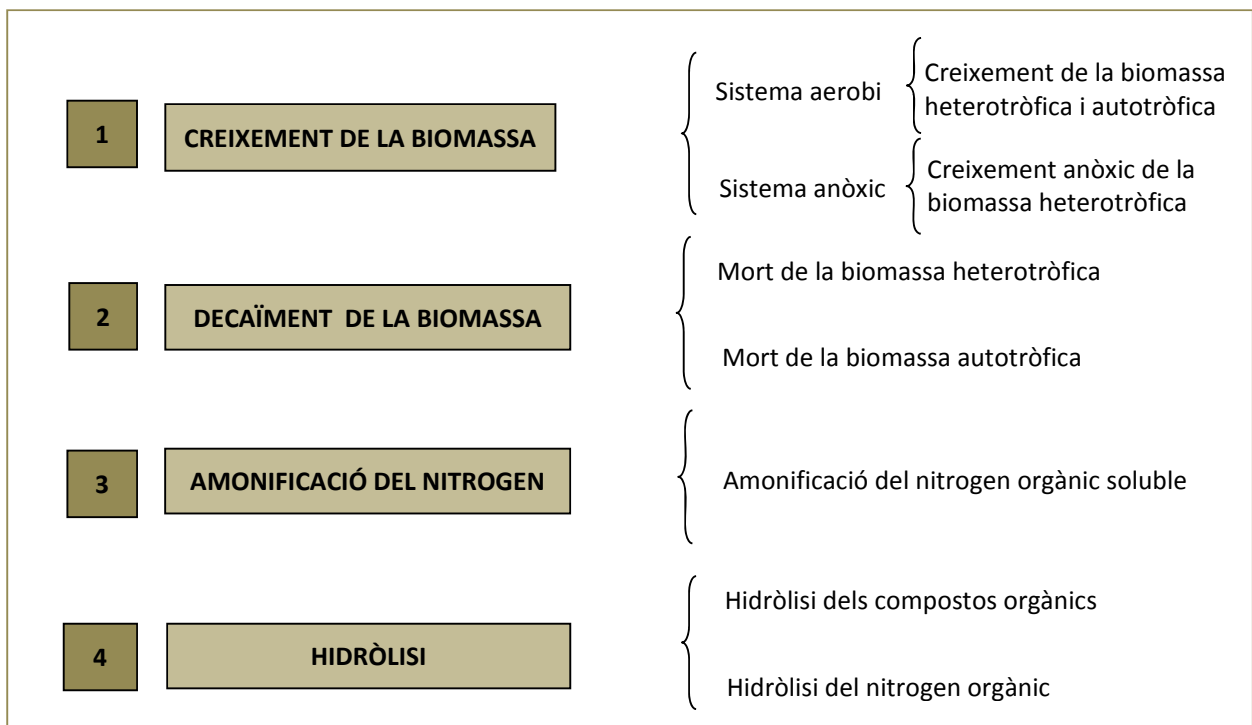 1
CREIXEMENT DE LA BIOMASSA
Sistema aerobi
Creixement de la biomassa
heterotròfica i autotròfica
Sistema anòxic
Creixement anòxic de la
biomassa heterotròfica
2
DECAÏMENT DE LA BIOMASSA
Mort de la biomassa heterotròfica
Mort de la biomassa autotròfica
3
AMONIFICACIÓ DEL NITROGEN
Amonificació del nitrogen orgànic soluble
4
HIDRÒLISI
Hidròlisi dels compostos orgànics
Hidròlisi del nitrogen orgànic